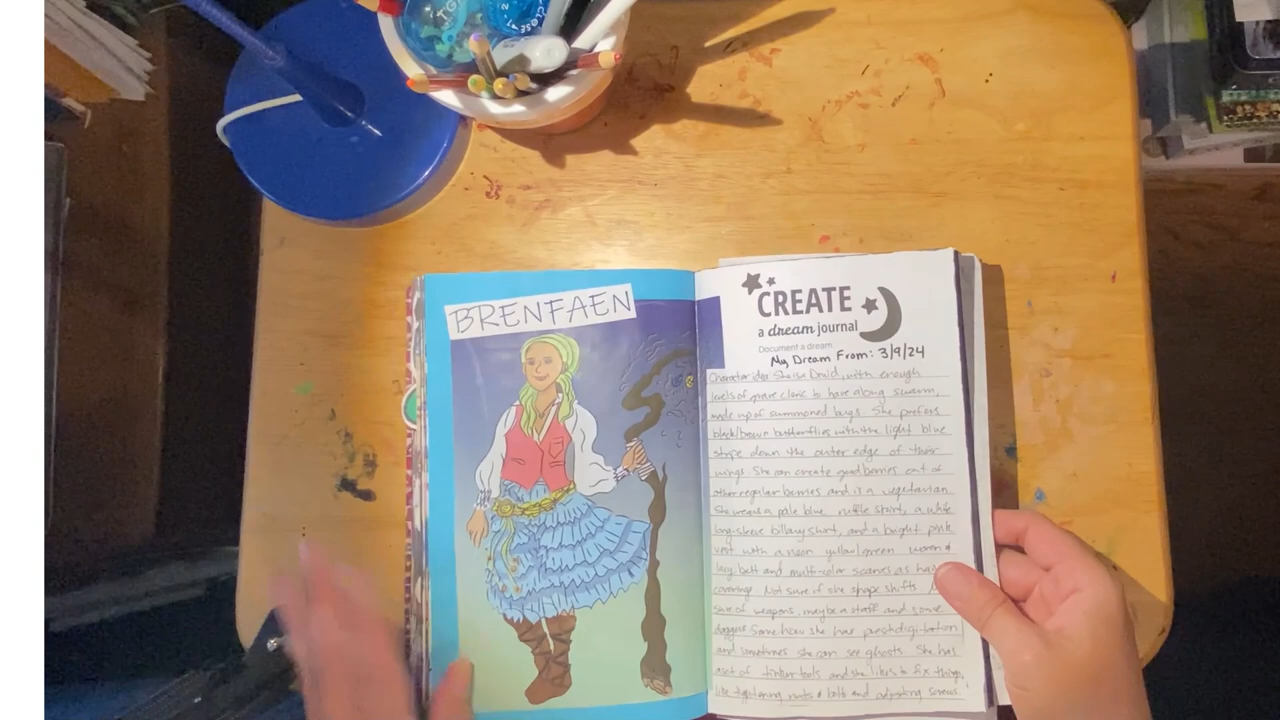 BRENFAEN
CREATE
a dream journal
Document a dream.
My Dream From: 3/9/24
Character idea She is a Druid, with enough
levels of grave cleric to have along swarm,
made up of summoned bugs. She prefers
black/brown butterflies with the light blue
stripe down the outer edge of their
wings. She can create goodberries out of
other regular berries and is a vegetarian
She wears a pale blue ruffle skirt, a white
long-sleeve billowy shirt, and a bright pink
vest with a neon yellow/green woven &
lacy belt and multi-color scarves as hair
coverings. Not sure if she shape shifts
sure of weapons, maybe a staff and some
daggers Somehow she has prestidigitation
and sometimes she can see ghosts. She has
a set of tinker tools and she likes to fix things,
like tightening nuts & bolts and adjusting screws.